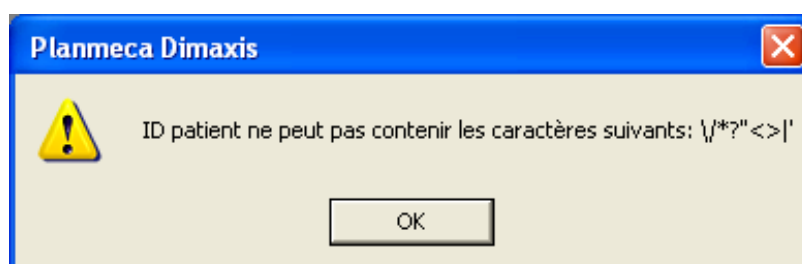 Planmeca Dimaxis
ID patient ne peut pas contenir les caractères suivants: \/*?"<>|'
OK